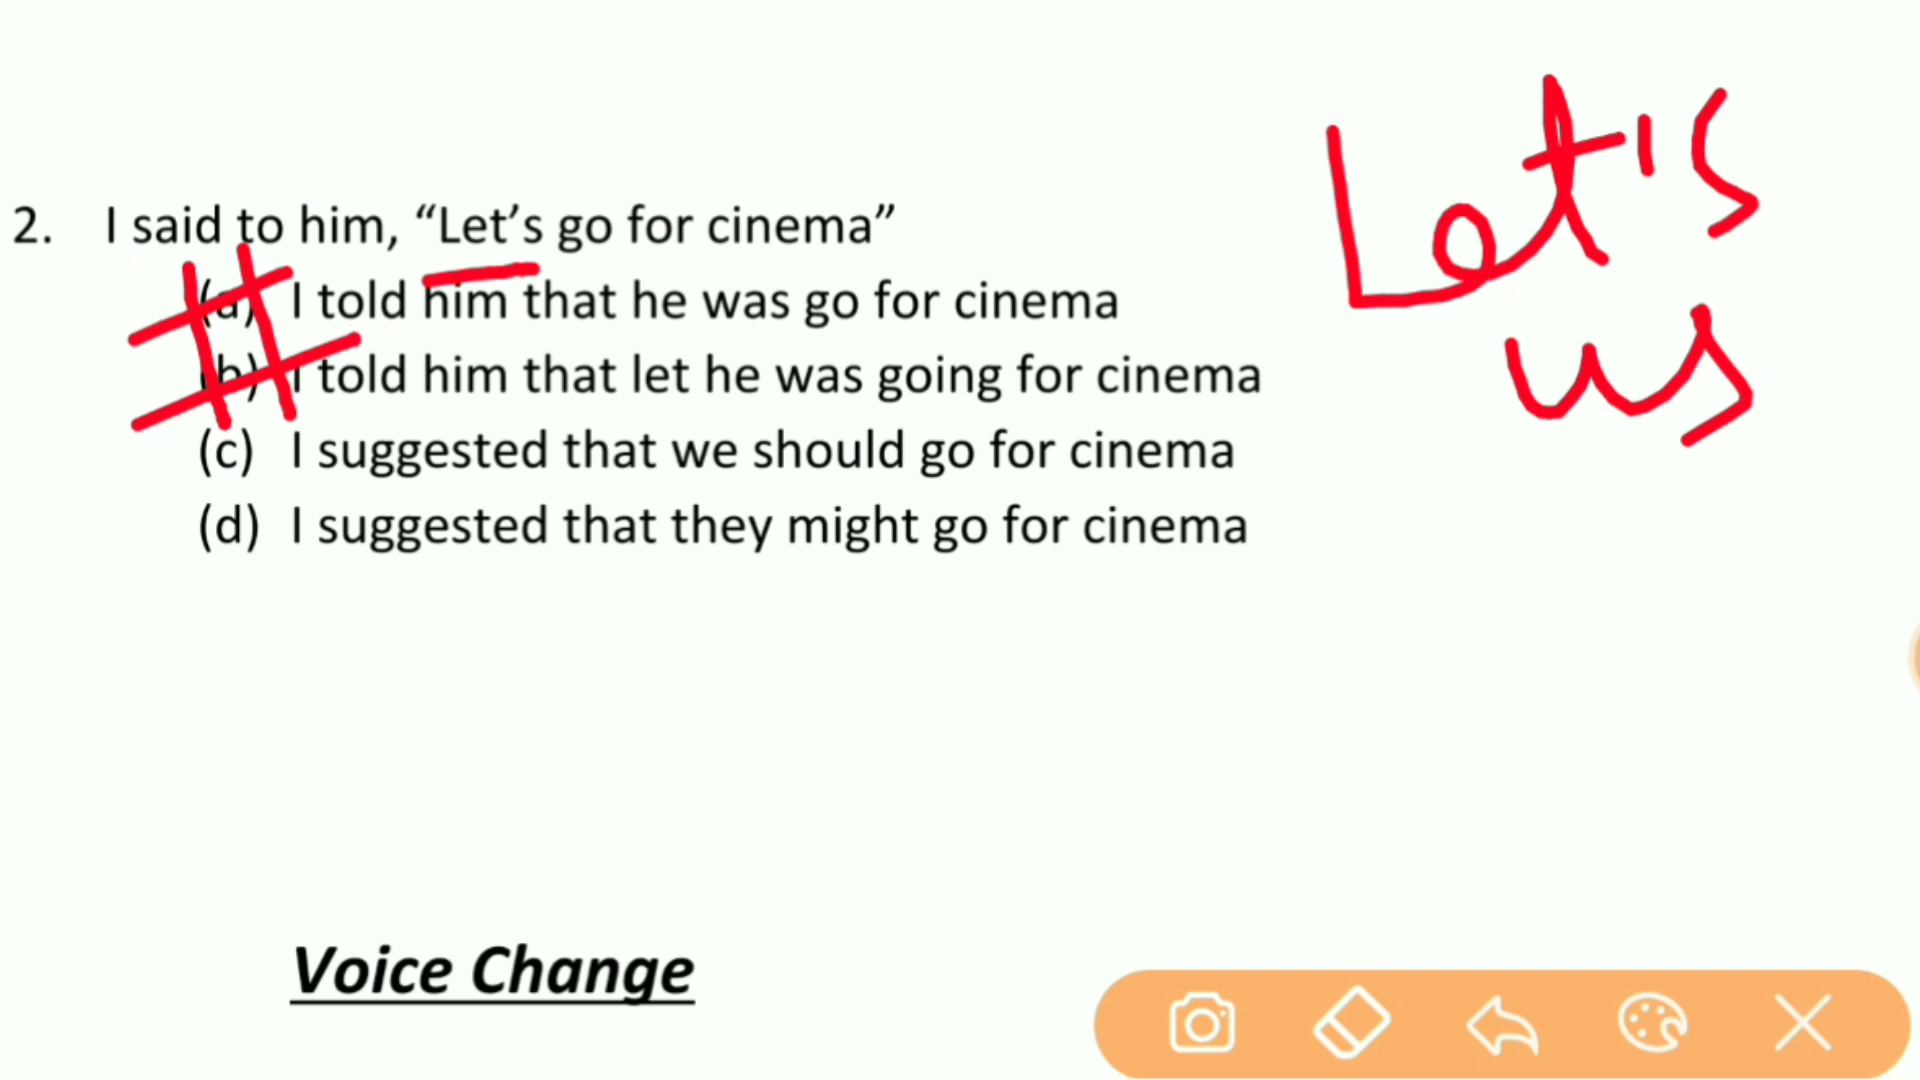 2. I said to him, “Let’s go for cinema”
(a) I told him that he was go for cinema
(b) I told him that let he was going for cinema
(c) I suggested that we should go for cinema
(d) I suggested that they might go for cinema
Let's
us
Voice Change